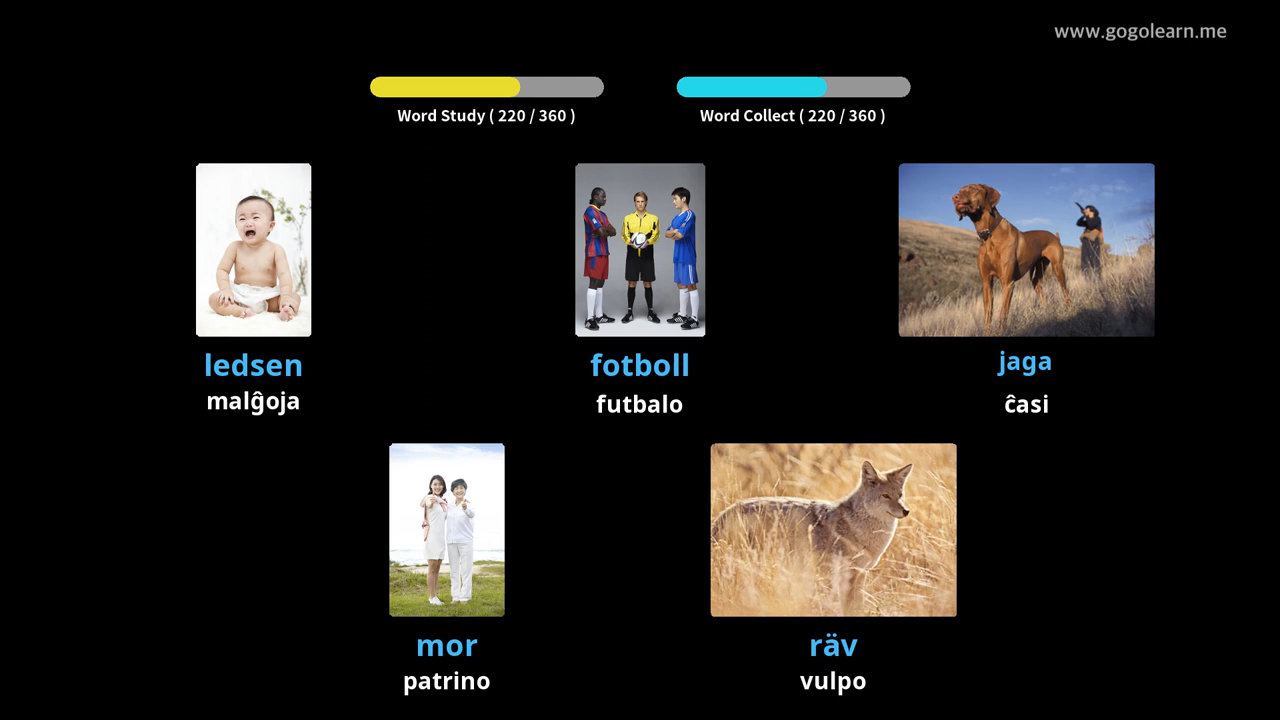 www.gogolearn.me
Word Study ( 220 / 360 )
Word Collect ( 220 / 360 )
ledsen
malĝoja
fotboll
futbalo
jaga
ĉasi
mor
patrino
räv
vulpo